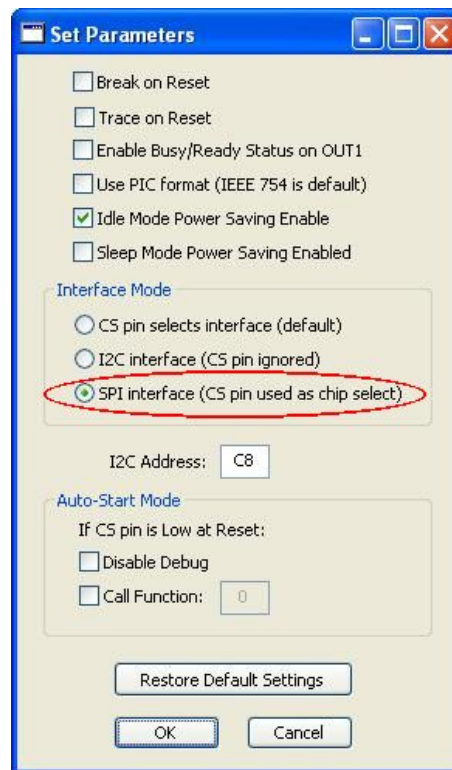 Set Parameters
Break on Reset
Trace on Reset
Enable Busy/Ready Status on OUT1
Use PIC format (IEEE 754 is default)
Idle Mode Power Saving Enable
Sleep Mode Power Saving Enabled
Interface Mode
CS pin selects interface (default)
I2C interface (CS pin ignored)
SPI interface (CS pin used as chip select)
I2C Address: C8
Auto-Start Mode
If CS pin is Low at Reset:
Disable Debug
Call Function: 0
Restore Default Settings
OK Cancel